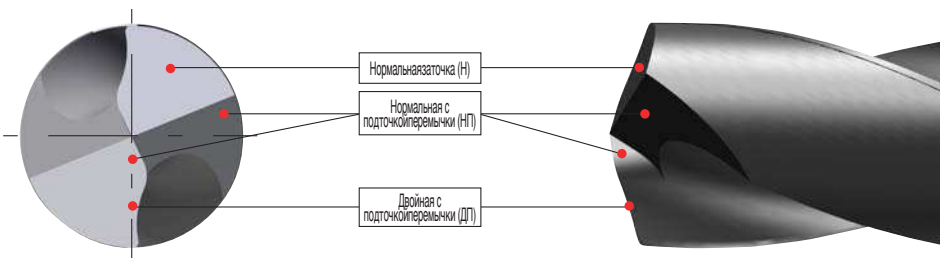 Нормальнаязаточка (Н)
Нормальная с
подточкойперемычки (НП)
Двойная с
подточкойперемычки (ДП)